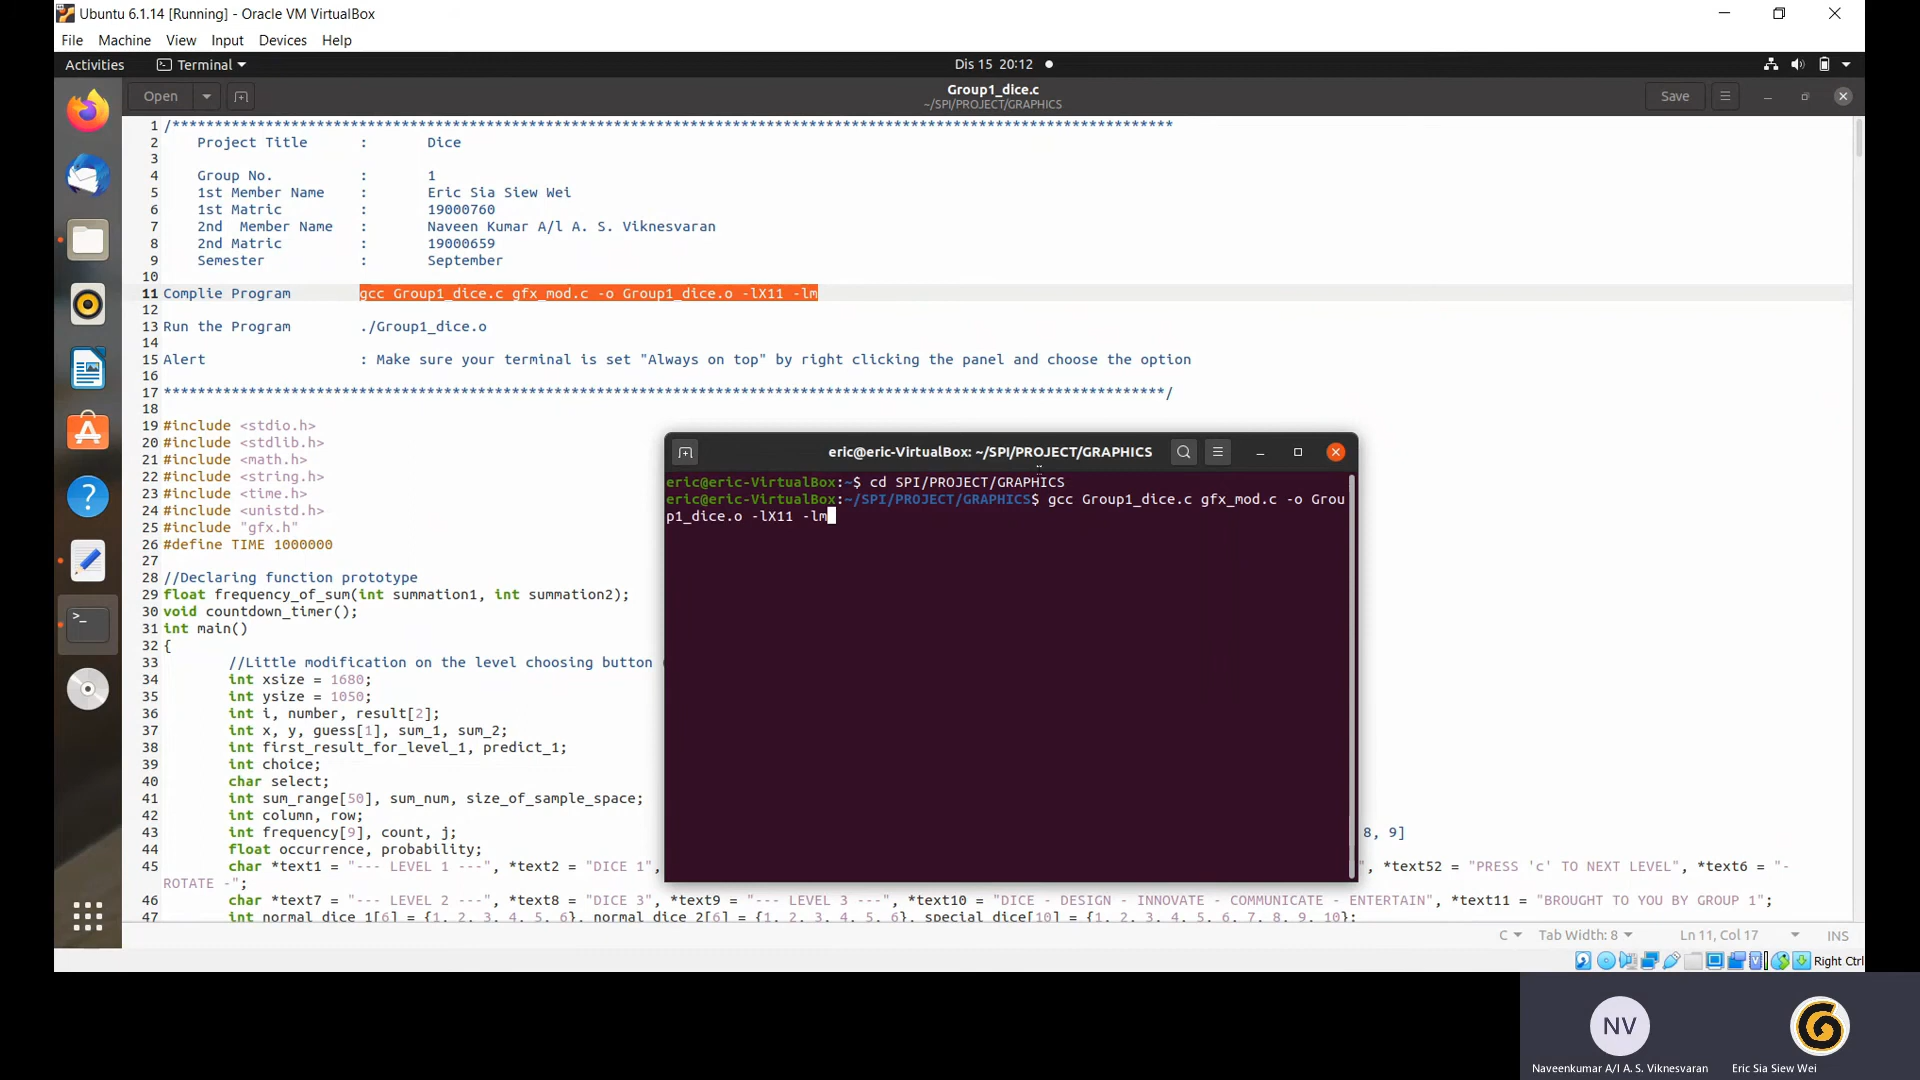 Ubuntu 6.1.14 [Running] - Oracle VM VirtualBox
File Machine View Input Devices Help
Activities Terminal Dis 15 20:12
Open Group1_dice.c Save
~/SPI/PROJECT/GRAPHICS
1 /**********************************************************************************************************************
2 Project Title : Dice
3
4 Group No. : 1
5 1st Member Name : Eric Sia Siew Wei
6 1st Matric : 19000760
7 2nd Member Name : Naveen Kumar A/l A. S. Viknesvaran
8 2nd Matric : 19000659
9 Semester : September
10
11 Complie Program gcc Group1_dice.c gfx_mod.c -o Group1_dice.o -lX11 -lm
12
13 Run the Program ./Group1_dice.o
14
15 Alert : Make sure your terminal is set "Always on top" by right clicking the panel and choose the option
16
17 **********************************************************************************************************************/
18
19 #include <stdio.h>
20 #include <stdlib.h>
21 #include <math.h>
22 #include <string.h>
23 #include <time.h>
24 #include <unistd.h>
25 #include "gfx.h"
26 #define TIME 1000000
27
28 //Declaring function prototype
29 float frequency_of_sum(int summation1, int summation2);
30 void countdown_timer();
31 int main()
32 {
33 //Little modification on the level choosing button
34 int xsize = 1680;
35 int ysize = 1050;
36 int i, number, result[2];
37 int x, y, guess[1], sum_1, sum_2;
38 int first_result_for_level_1, predict_1;
39 int choice;
40 char select;
41 int sum_range[50], sum_num, size_of_sample_space;
42 int column, row;
43 int frequency[9], count, j; 8, 9]
44 float occurrence, probability;
45 char *text1 = "--- LEVEL 1 ---", *text2 = "DICE 1", ", *text52 = "PRESS 'c' TO NEXT LEVEL", *text6 = "-
ROTATE -";
46 char *text7 = "--- LEVEL 2 ---", *text8 = "DICE 3", *text9 = "--- LEVEL 3 ---", *text10 = "DICE - DESIGN - INNOVATE - COMMUNICATE - ENTERTAIN", *text11 = "BROUGHT TO YOU BY GROUP 1";
47 int normal_dice_1[6] = {1, 2, 3, 4, 5, 6}, normal_dice_2[6] = {1, 2, 3, 4, 5, 6}, special_dice[10] = {1, 2, 3, 4, 5, 6, 7, 8, 9, 10};
eric@eric-VirtualBox: ~/SPI/PROJECT/GRAPHICS
eric@eric-VirtualBox:~$ cd SPI/PROJECT/GRAPHICS
eric@eric-VirtualBox:~/SPI/PROJECT/GRAPHICS$ gcc Group1_dice.c gfx_mod.c -o Grou
p1_dice.o -lX11 -lm
C Tab Width: 8 Ln 11, Col 17 INS
Right Ctrl
NV
Naveenkumar A/l A. S. Viknesvaran Eric Sia Siew Wei